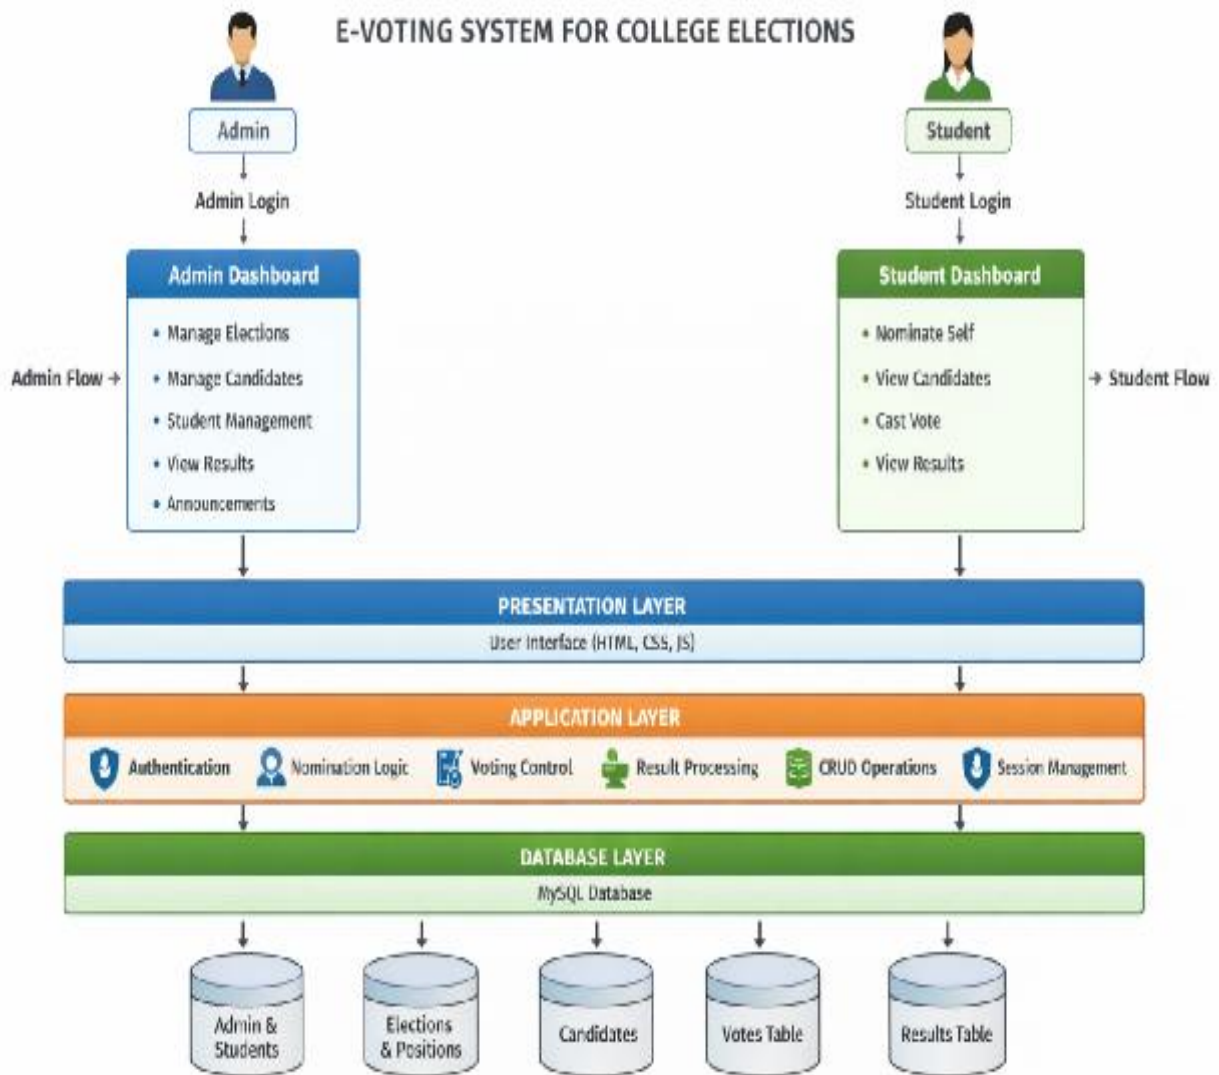 E-VOTING SYSTEM FOR COLLEGE ELECTIONS
Admin
Student
Admin Login
Student Login
Admin Dashboard
• Manage Elections
• Manage Candidates
• Student Management
• View Results
• Announcements
Student Dashboard
• Nominate Self
• View Candidates
• Cast Vote
• View Results
Admin Flow →
→ Student Flow
PRESENTATION LAYER
User Interface (HTML, CSS, JS)
APPLICATION LAYER
Authentication
Nomination Logic
Voting Control
Result Processing
CRUD Operations
Session Management
DATABASE LAYER
MySQL Database
Admin &
Students
Elections
& Positions
Candidates
Votes Table
Results Table